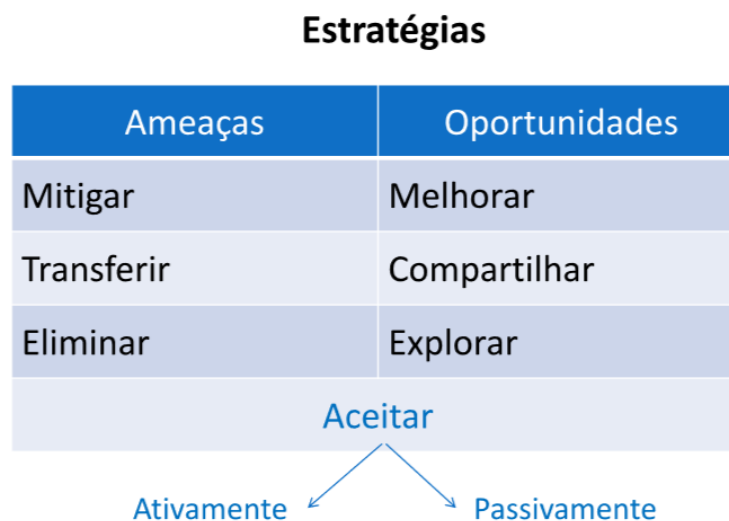 Estratégias
Ameaças Oportunidades
Mitigar Melhorar
Transferir Compartilhar
Eliminar Explorar
Aceitar
Ativamente Passivamente